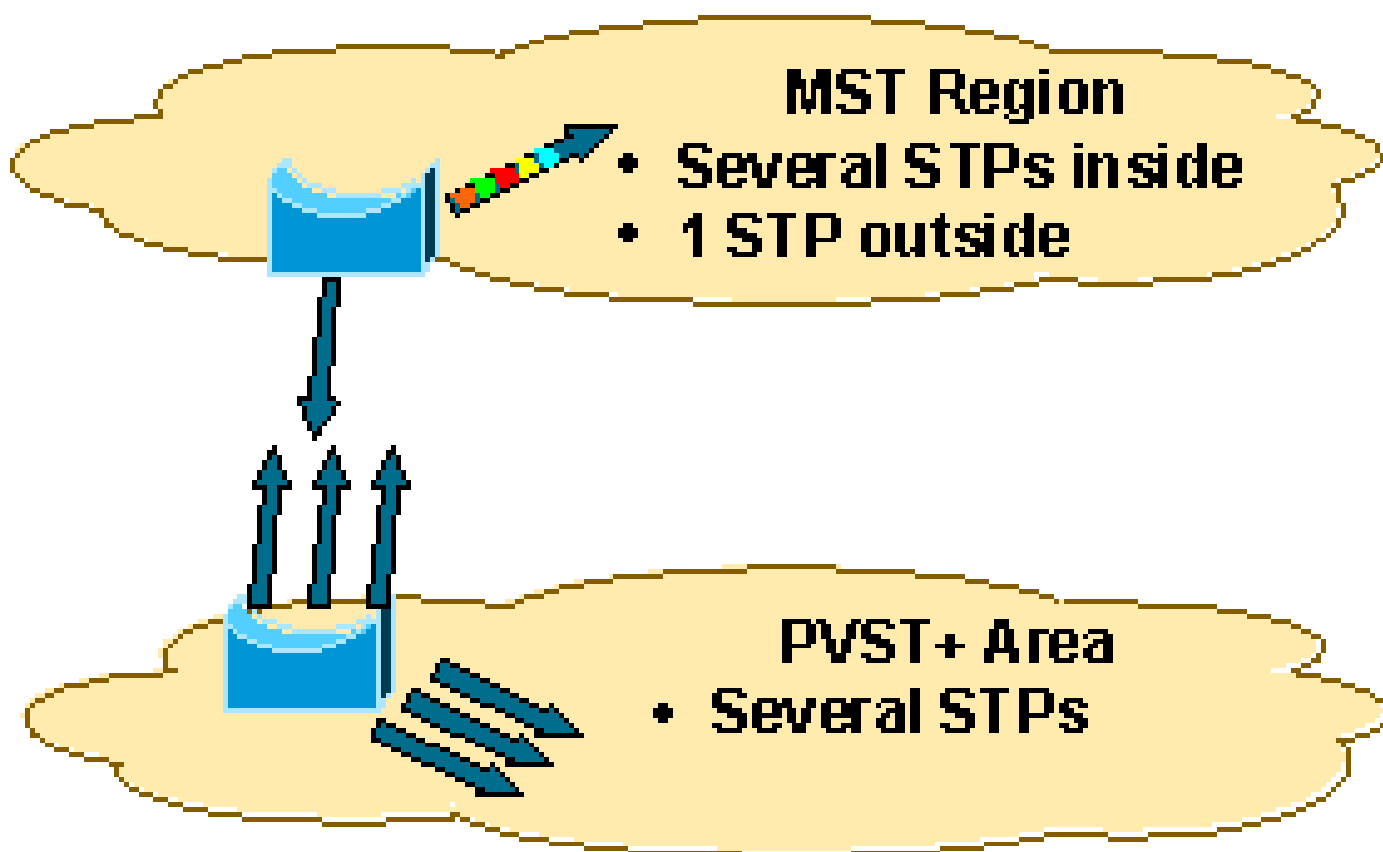 MST Region
• Several STPs inside
• 1 STP outside
PVST+ Area
• Several STPs